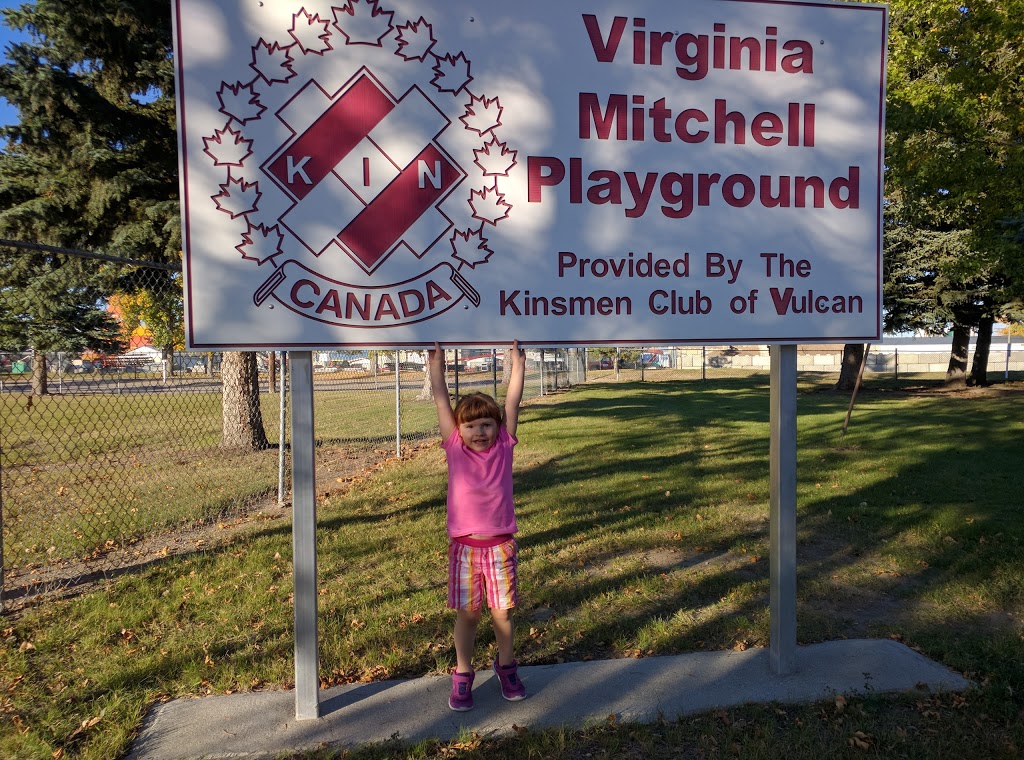 KIN
CANADA
Virginia
Mitchell
Playground
Provided By The
Kinsmen Club of Vulcan